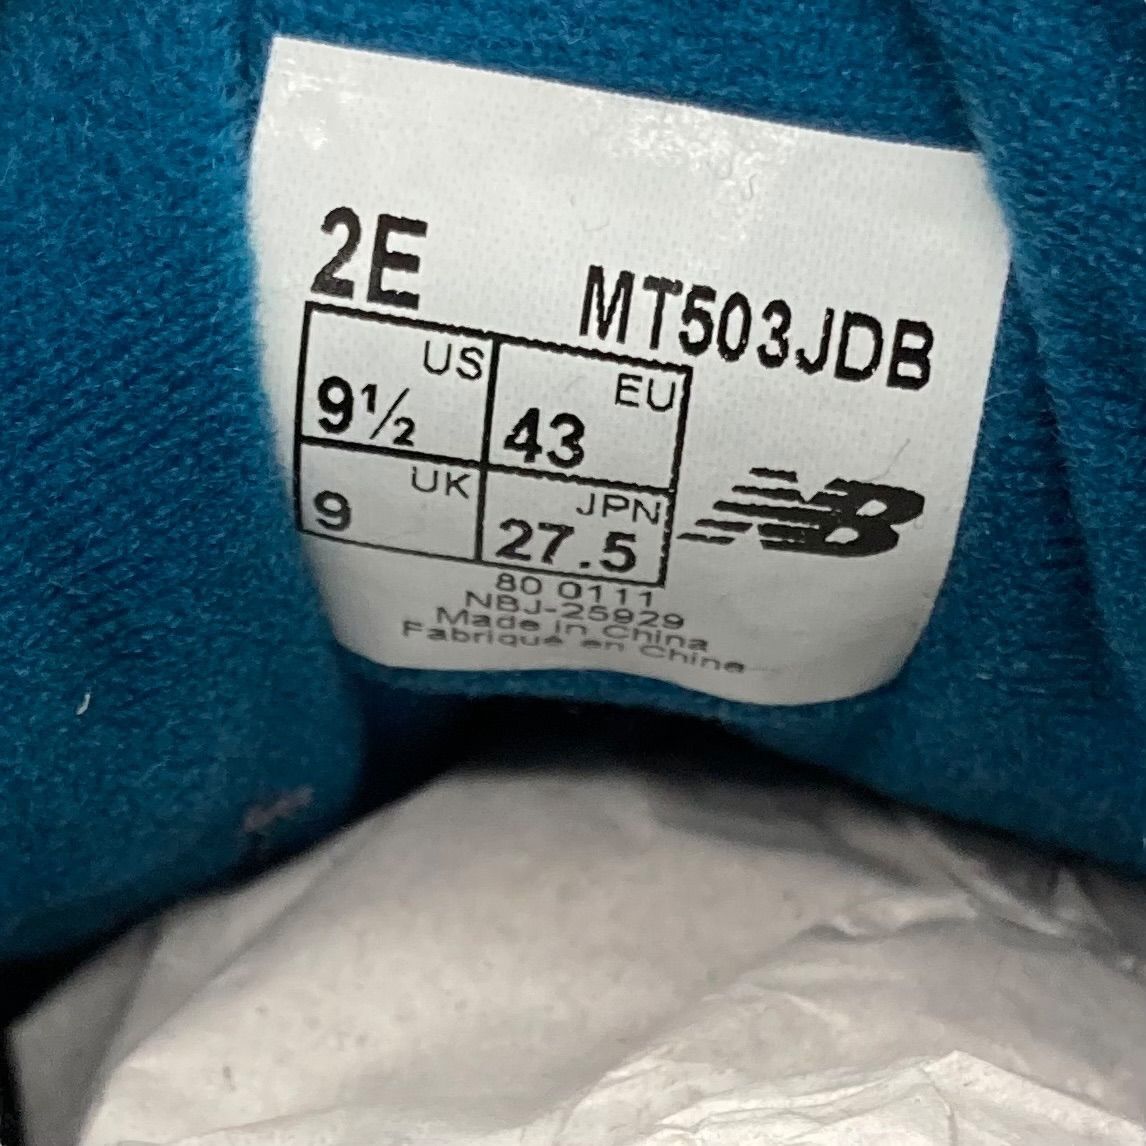 2E
MT503JDB
US
9½
EU
43
UK
9
JPN
27.5
80 0111
NBJ-25929
Made in China
Fabriqué en Chine